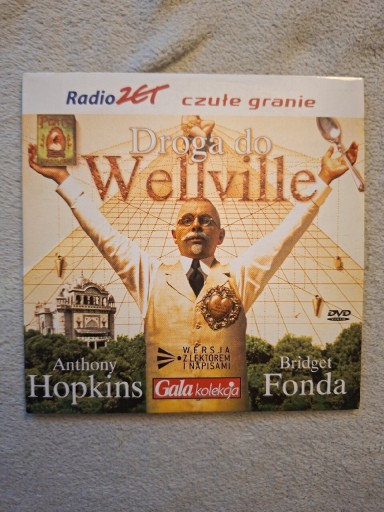 Radio ZET czułe granie
Droga do
Wellville
DVD
WERSJA
Z LEKTOREM
I NAPISAMI
Anthony
Hopkins
Gala kolekcja
Bridget
Fonda